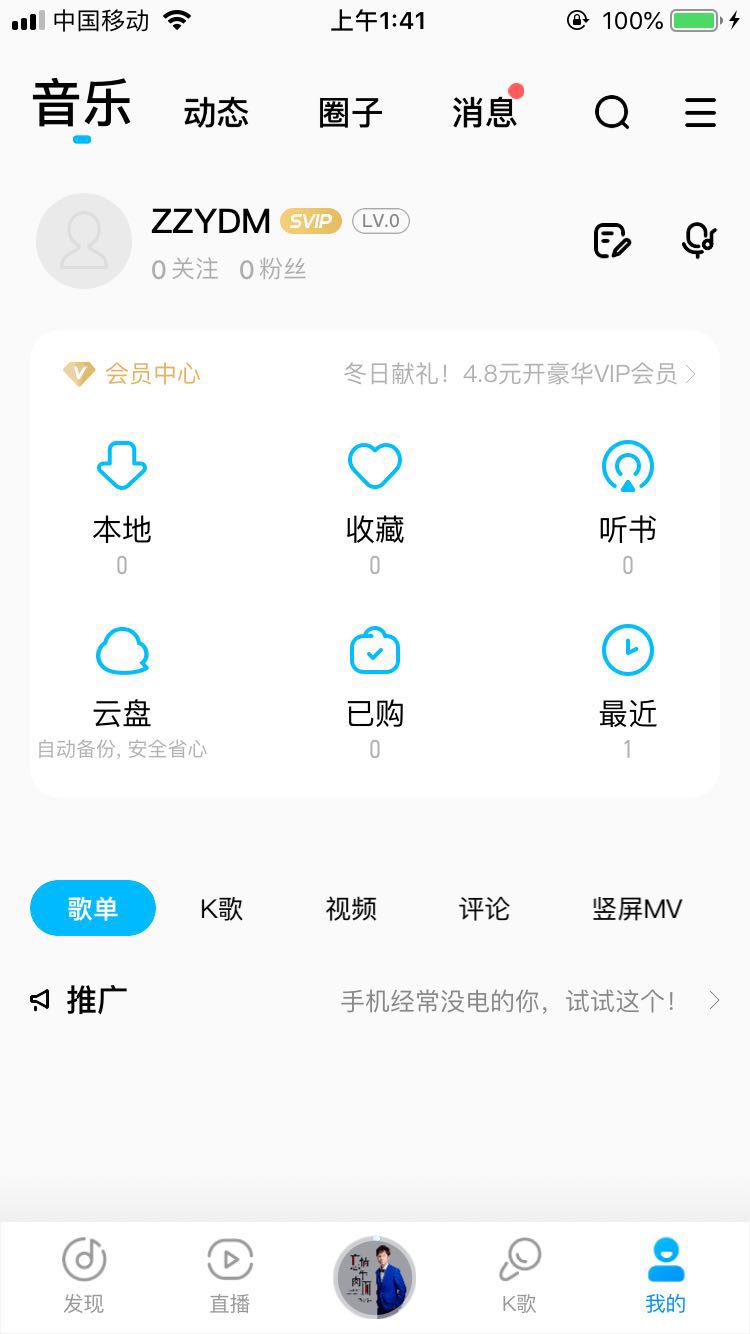 中国移动 上午1:41 100%
音乐 动态 圈子 消息
ZZYDM SVIP LV.0
0 关注 0 粉丝
会员中心 冬日献礼！4.8元开豪华VIP会员
本地 收藏 听书
0 0 0
云盘 已购 最近
自动备份, 安全省心 0 1
歌单 K歌 视频 评论 竖屏MV
推广 手机经常没电的你，试试这个！
忘情牛肉面
发现 直播 K歌 我的